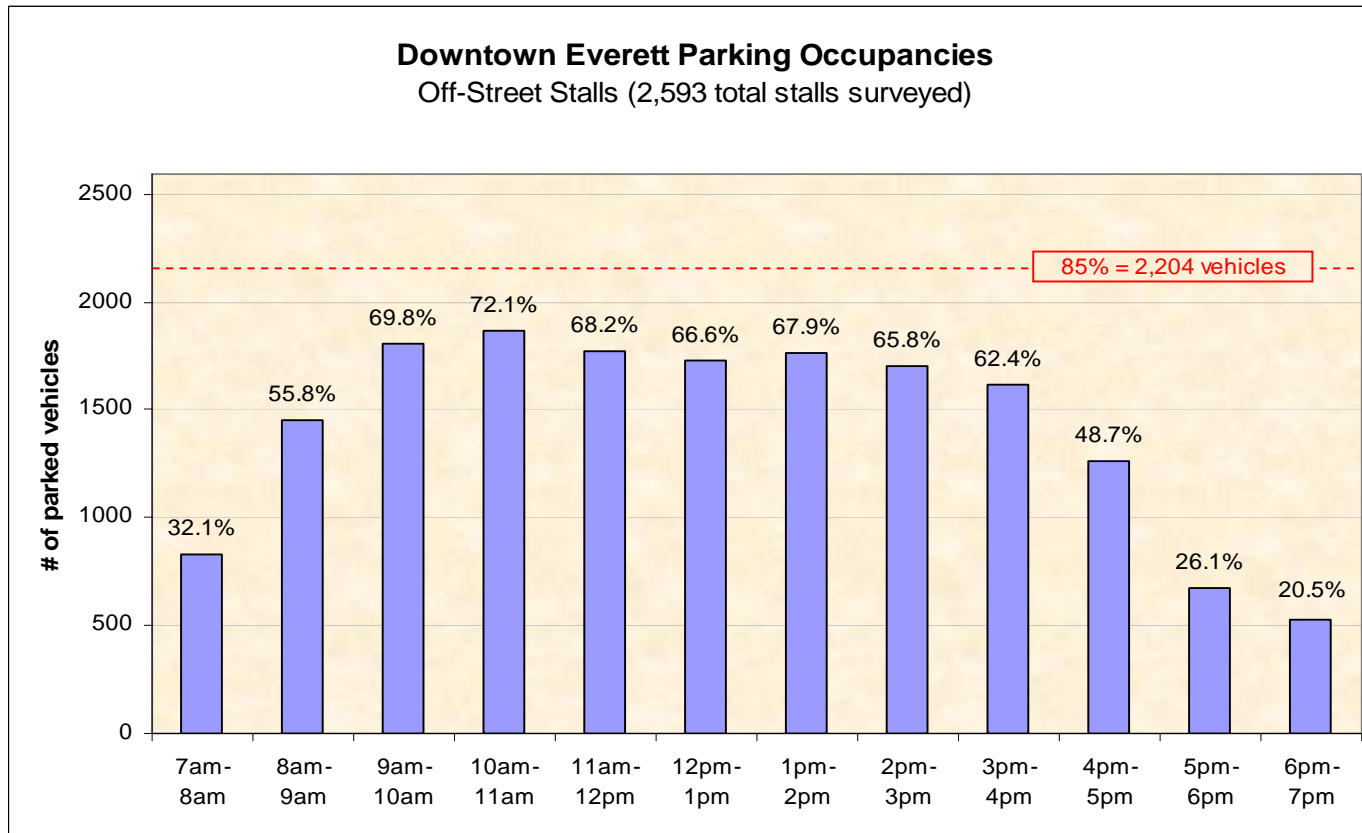 Downtown Everett Parking Occupancies
Off-Street Stalls (2,593 total stalls surveyed)
# of parked vehicles
2500
2000
1500
1000
500
0
85% = 2,204 vehicles
32.1%
55.8%
69.8%
72.1%
68.2%
66.6%
67.9%
65.8%
62.4%
48.7%
26.1%
20.5%
7am-
8am
8am-
9am
9am-
10am
10am-
11am
11am-
12pm
12pm-
1pm
1pm-
2pm
2pm-
3pm
3pm-
4pm
4pm-
5pm
5pm-
6pm
6pm-
7pm